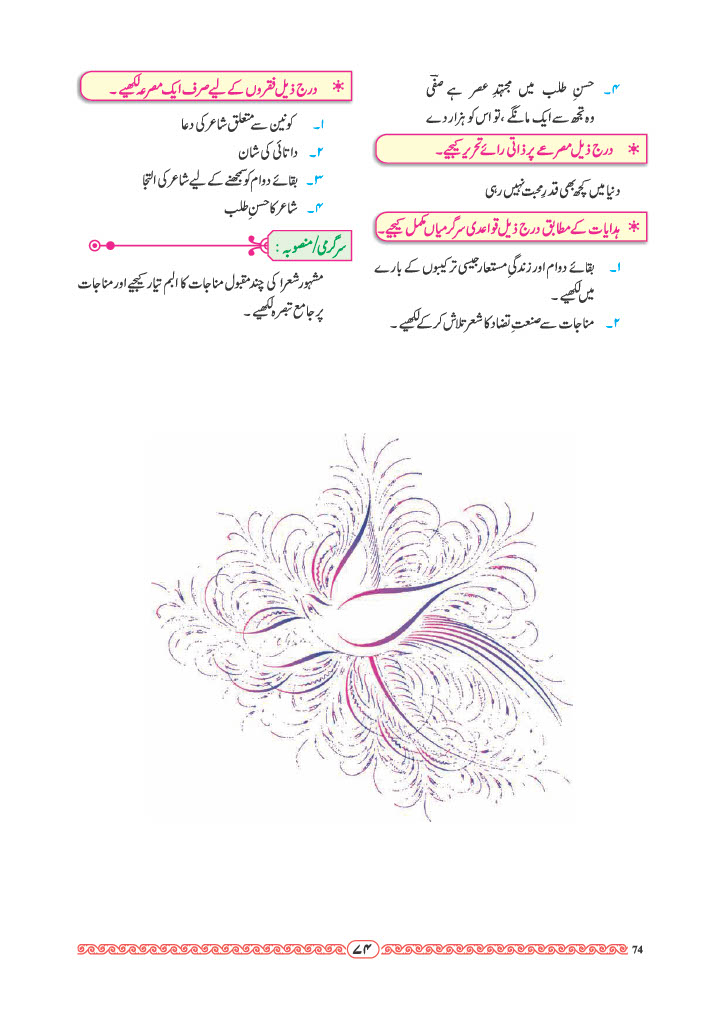 ۴۔ حسنِ طلب میں مجتہدِ عصر ہے صفیؔ
وہ تجھ سے ایک مانگے، تو اس کو ہزار دے
* درج ذیل مصرعے پر ذاتی رائے تحریر کیجیے۔
دنیا میں کچھ بھی قدرِ محبت نہیں رہی
* ہدایات کے مطابق درج ذیل قواعدی سرگرمیاں مکمل کیجیے۔
۱۔ بقائے دوام اور زندگیِ مستعار جیسی ترکیبوں کے بارے
میں لکھیے۔
۲۔ مناجات سے صنعتِ تضاد کا شعر تلاش کرکے لکھیے۔
* درج ذیل فقروں کے لیے صرف ایک مصرعہ لکھیے۔
۱۔ کونین سے متعلق شاعر کی دعا
۲۔ داتائی کی شان
۳۔ بقائے دوام کو سمجھنے کے لیے شاعر کی التجا
۴۔ شاعر کا حسنِ طلب
سرگرمی/منصوبہ :
مشہور شعرا کی چند مقبول مناجات کا البم تیار کیجیے اور مناجات
پر جامع تبصرہ لکھیے۔
۷۴
74